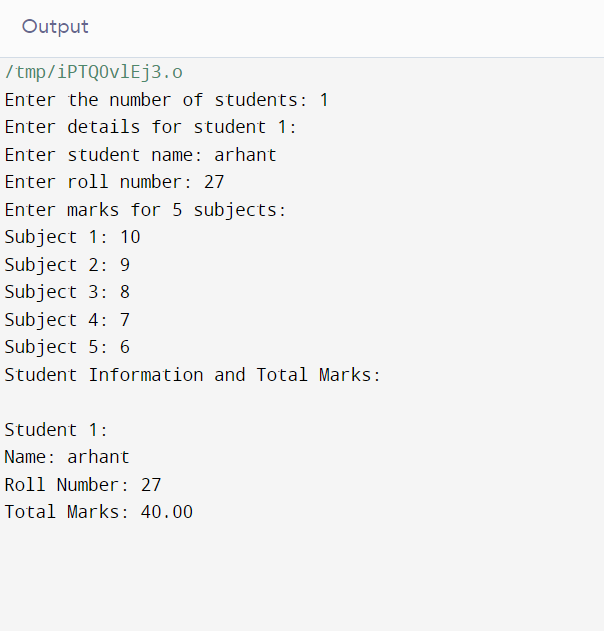 Output
/tmp/iPTQOvlEj3.o
Enter the number of students: 1
Enter details for student 1:
Enter student name: arhant
Enter roll number: 27
Enter marks for 5 subjects:
Subject 1: 10
Subject 2: 9
Subject 3: 8
Subject 4: 7
Subject 5: 6
Student Information and Total Marks:
Student 1:
Name: arhant
Roll Number: 27
Total Marks: 40.00